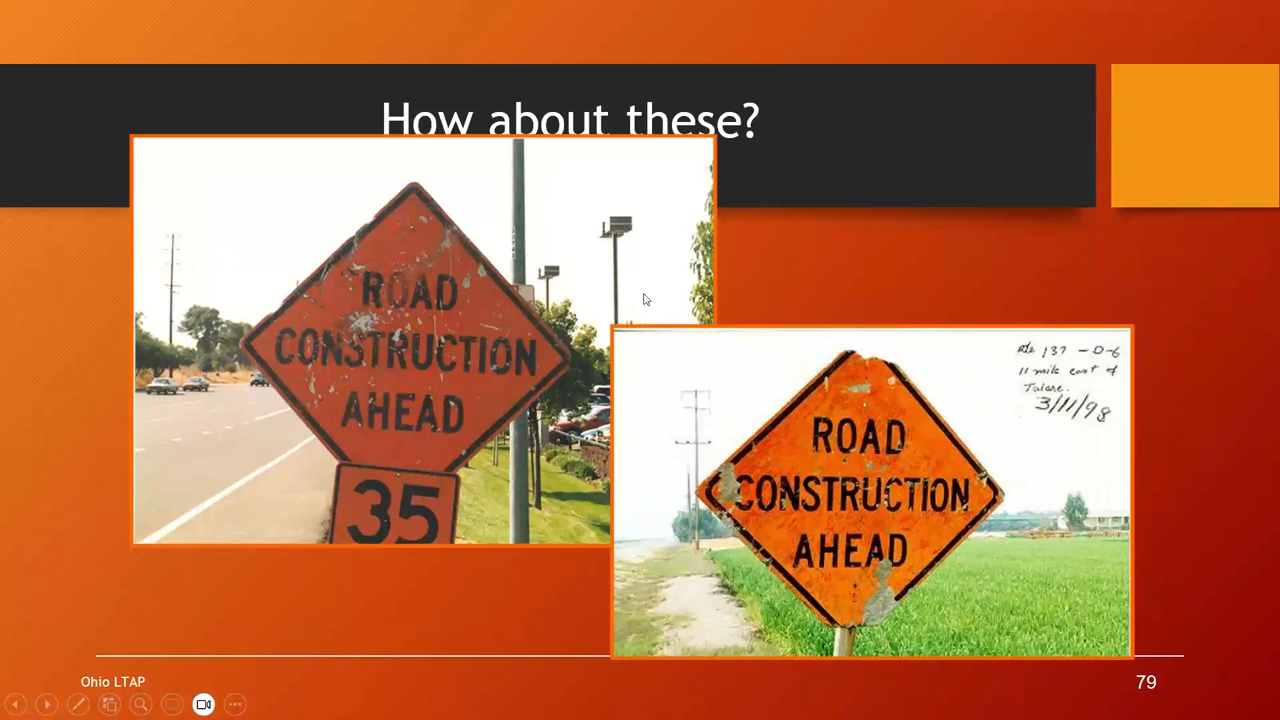 How about these?
ROAD
CONSTRUCTION
AHEAD
35
Rte 137 - D-6
11 mile east of
Tulare.
3/11/98
ROAD
CONSTRUCTION
AHEAD
Ohio LTAP
79